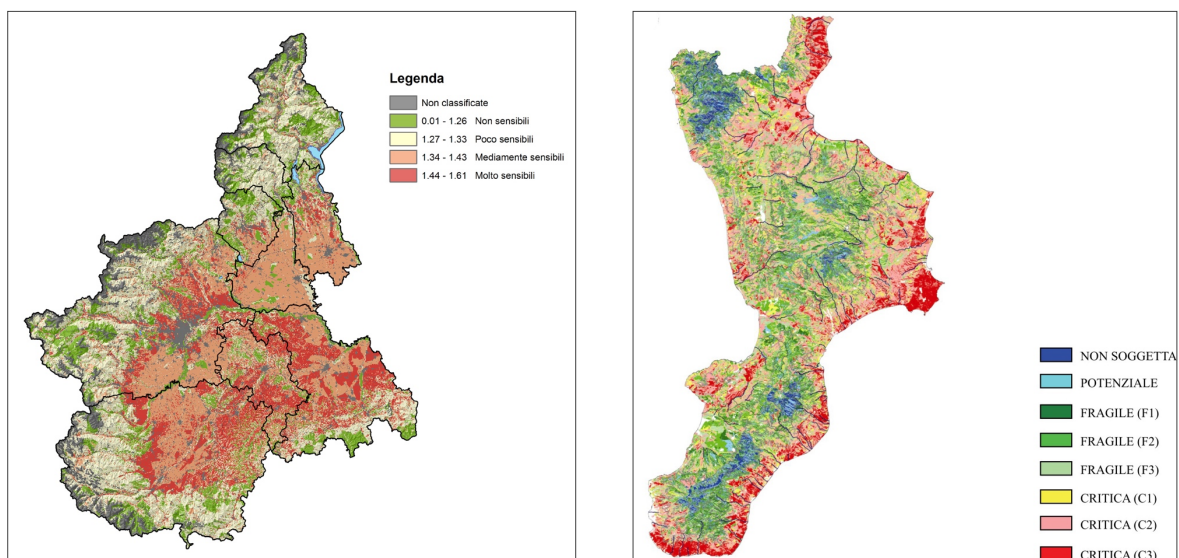 Legenda
Non classificate
0.01 - 1.26 Non sensibili
1.27 - 1.33 Poco sensibili
1.34 - 1.43 Mediamente sensibili
1.44 - 1.61 Molto sensibili
NON SOGGETTA
POTENZIALE
FRAGILE (F1)
FRAGILE (F2)
FRAGILE (F3)
CRITICA (C1)
CRITICA (C2)
CRITICA (C3)